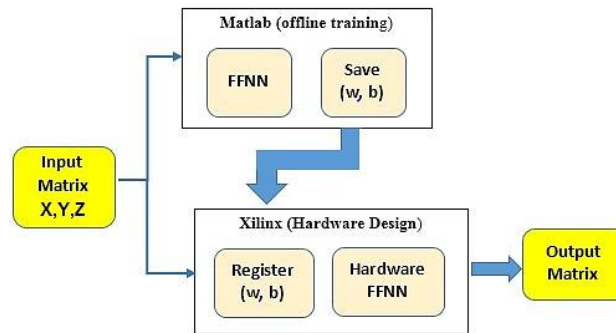 Matlab (offline training)
FFNN
Save
(w, b)
Input
Matrix
X,Y,Z
Xilinx (Hardware Design)
Register
(w, b)
Hardware
FFNN
Output
Matrix